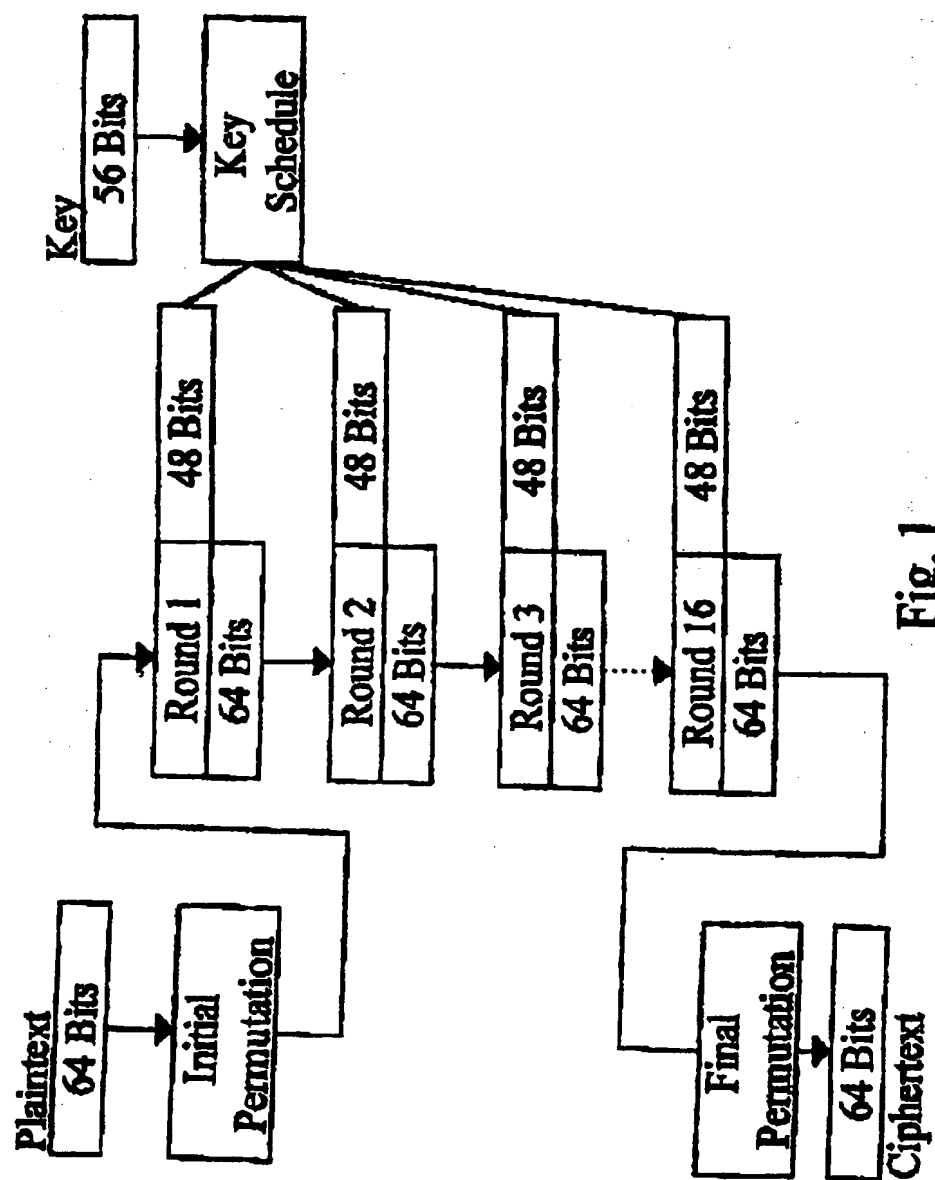 Plaintext
64 Bits
Initial
Permutation
Key
56 Bits
Key
Schedule
Round 1
48 Bits
64 Bits
Round 2
48 Bits
64 Bits
Round 3
48 Bits
64 Bits
Round 16
48 Bits
64 Bits
Final
Permutation
64 Bits
Ciphertext
Fig. 1